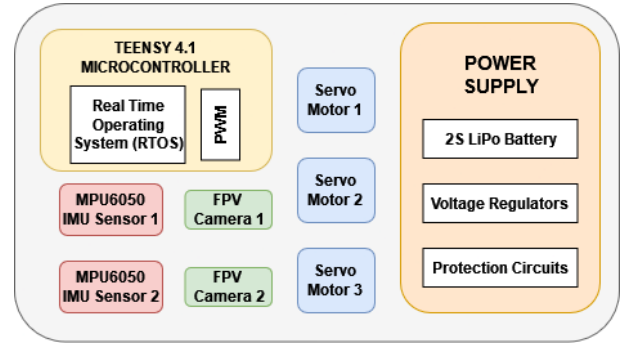 TEENSY 4.1
MICROCONTROLLER
Real Time
Operating
System (RTOS)
PWM
MPU6050
IMU Sensor 1
FPV
Camera 1
MPU6050
IMU Sensor 2
FPV
Camera 2
Servo
Motor 1
Servo
Motor 2
Servo
Motor 3
POWER
SUPPLY
2S LiPo Battery
Voltage Regulators
Protection Circuits